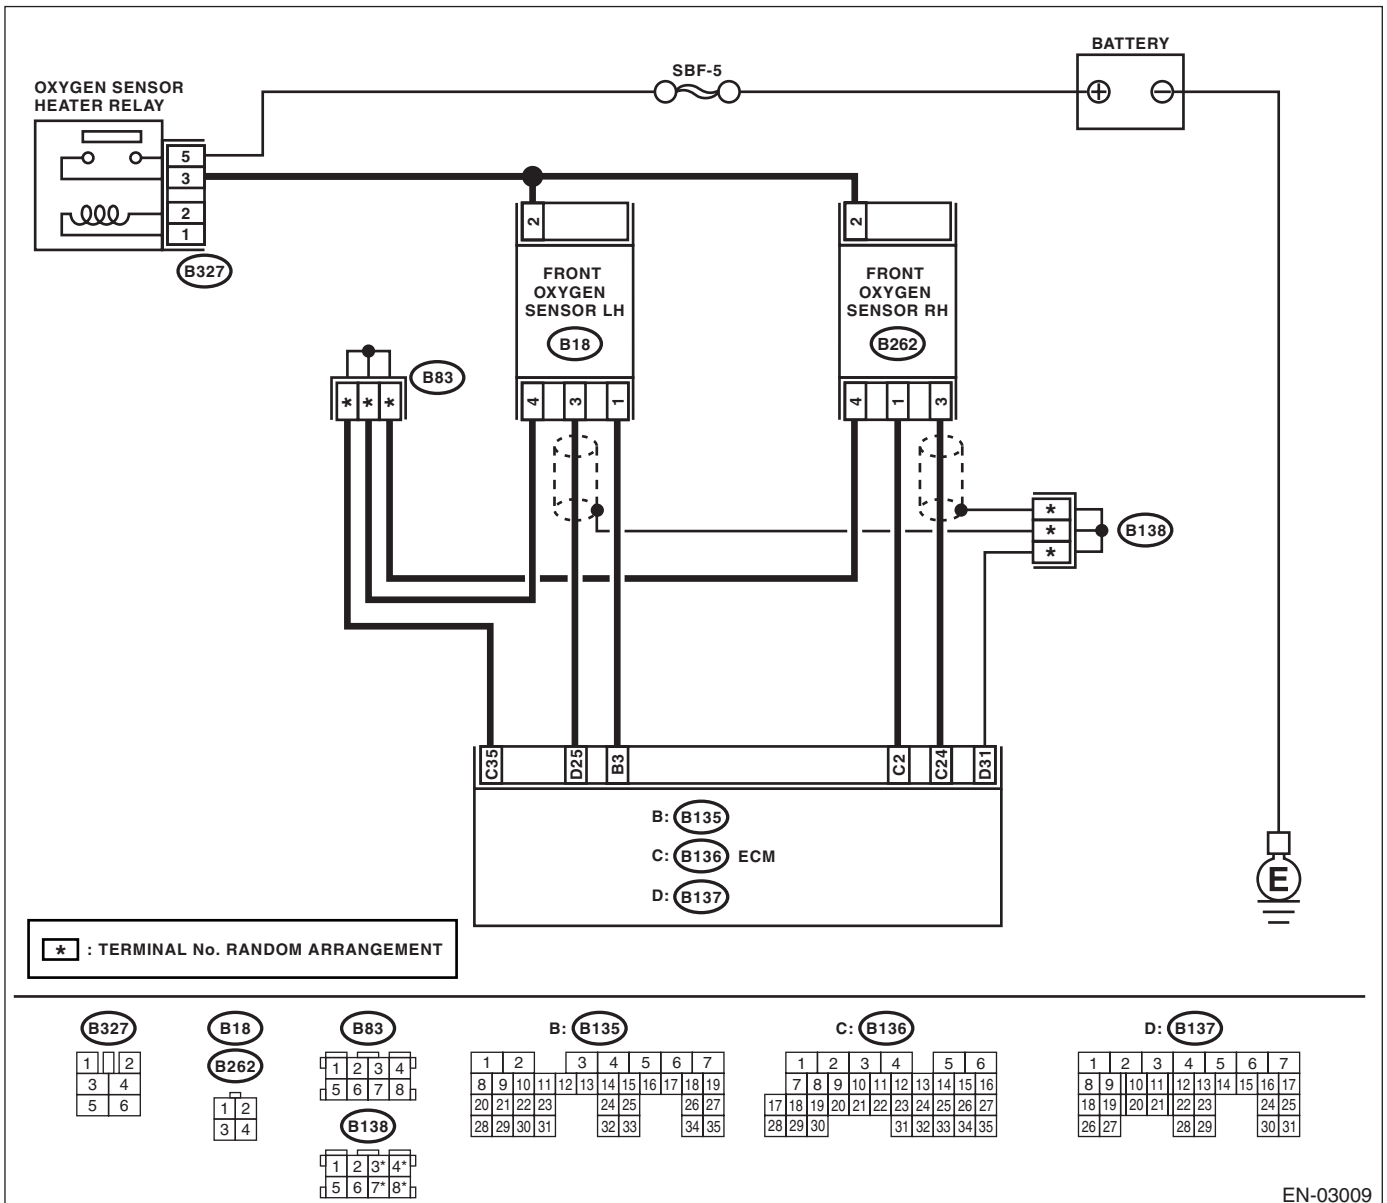 BATTERY
SBF-5
OXYGEN SENSOR
HEATER RELAY
5
3
2
1
B327
2
FRONT
OXYGEN
SENSOR LH
B18
4 3 1
2
FRONT
OXYGEN
SENSOR RH
B262
4 1 3
B83
* * *
*
*
*
B138
C35 D25 B3 C2 C24 D31
B: B135
C: B136 ECM
D: B137
E
* : TERMINAL No. RANDOM ARRANGEMENT
B327
1 2
3 4
5 6
B18
B262
1 2
3 4
B83
1 2 3 4
5 6 7 8
B138
1 2 3* 4*
5 6 7* 8*
B: B135
1 2 3 4 5 6 7
8 9 10 11 12 13 14 15 16 17 18 19
20 21 22 23 24 25 26 27
28 29 30 31 32 33 34 35
C: B136
1 2 3 4 5 6
7 8 9 10 11 12 13 14 15 16
17 18 19 20 21 22 23 24 25 26 27
28 29 30 31 32 33 34 35
D: B137
1 2 3 4 5 6 7
8 9 10 11 12 13 14 15 16 17
18 19 20 21 22 23 24 25
26 27 28 29 30 31
EN-03009